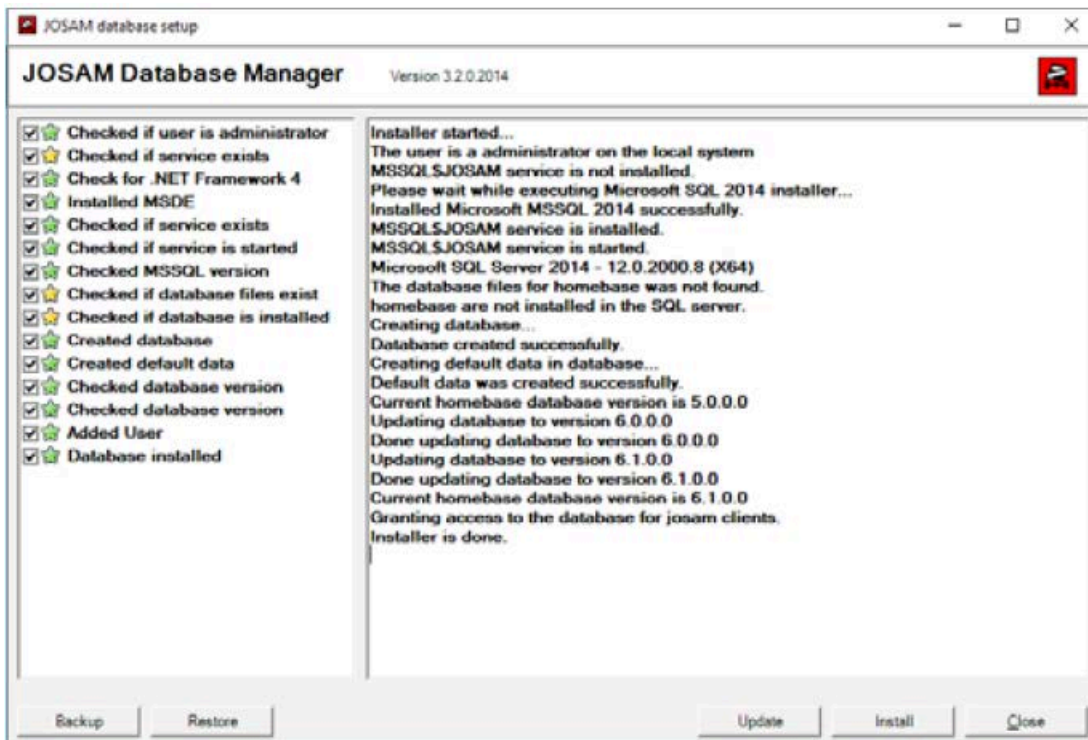 JOSAM database setup
JOSAM Database Manager Version 3.2.0.2014
Checked if user is administrator
Checked if service exists
Check for .NET Framework 4
Installed MSDE
Checked if service exists
Checked if service is started
Checked MSSQL version
Checked if database files exist
Checked if database is installed
Created database
Created default data
Checked database version
Checked database version
Added User
Database installed
Installer started...
The user is a administrator on the local system
MSSQL$JOSAM service is not installed.
Please wait while executing Microsoft SQL 2014 installer...
Installed Microsoft MSSQL 2014 successfully.
MSSQL$JOSAM service is installed.
MSSQL$JOSAM service is started.
Microsoft SQL Server 2014 - 12.0.2000.8 (X64)
The database files for homebase was not found.
homebase are not installed in the SQL server.
Creating database...
Database created successfully.
Creating default data in database...
Default data was created successfully.
Current homebase database version is 5.0.0.0
Updating database to version 6.0.0.0
Done updating database to version 6.0.0.0
Updating database to version 6.1.0.0
Done updating database to version 6.1.0.0
Current homebase database version is 6.1.0.0
Granting access to the database for josam clients.
Installer is done.
Backup Restore Update Install Close